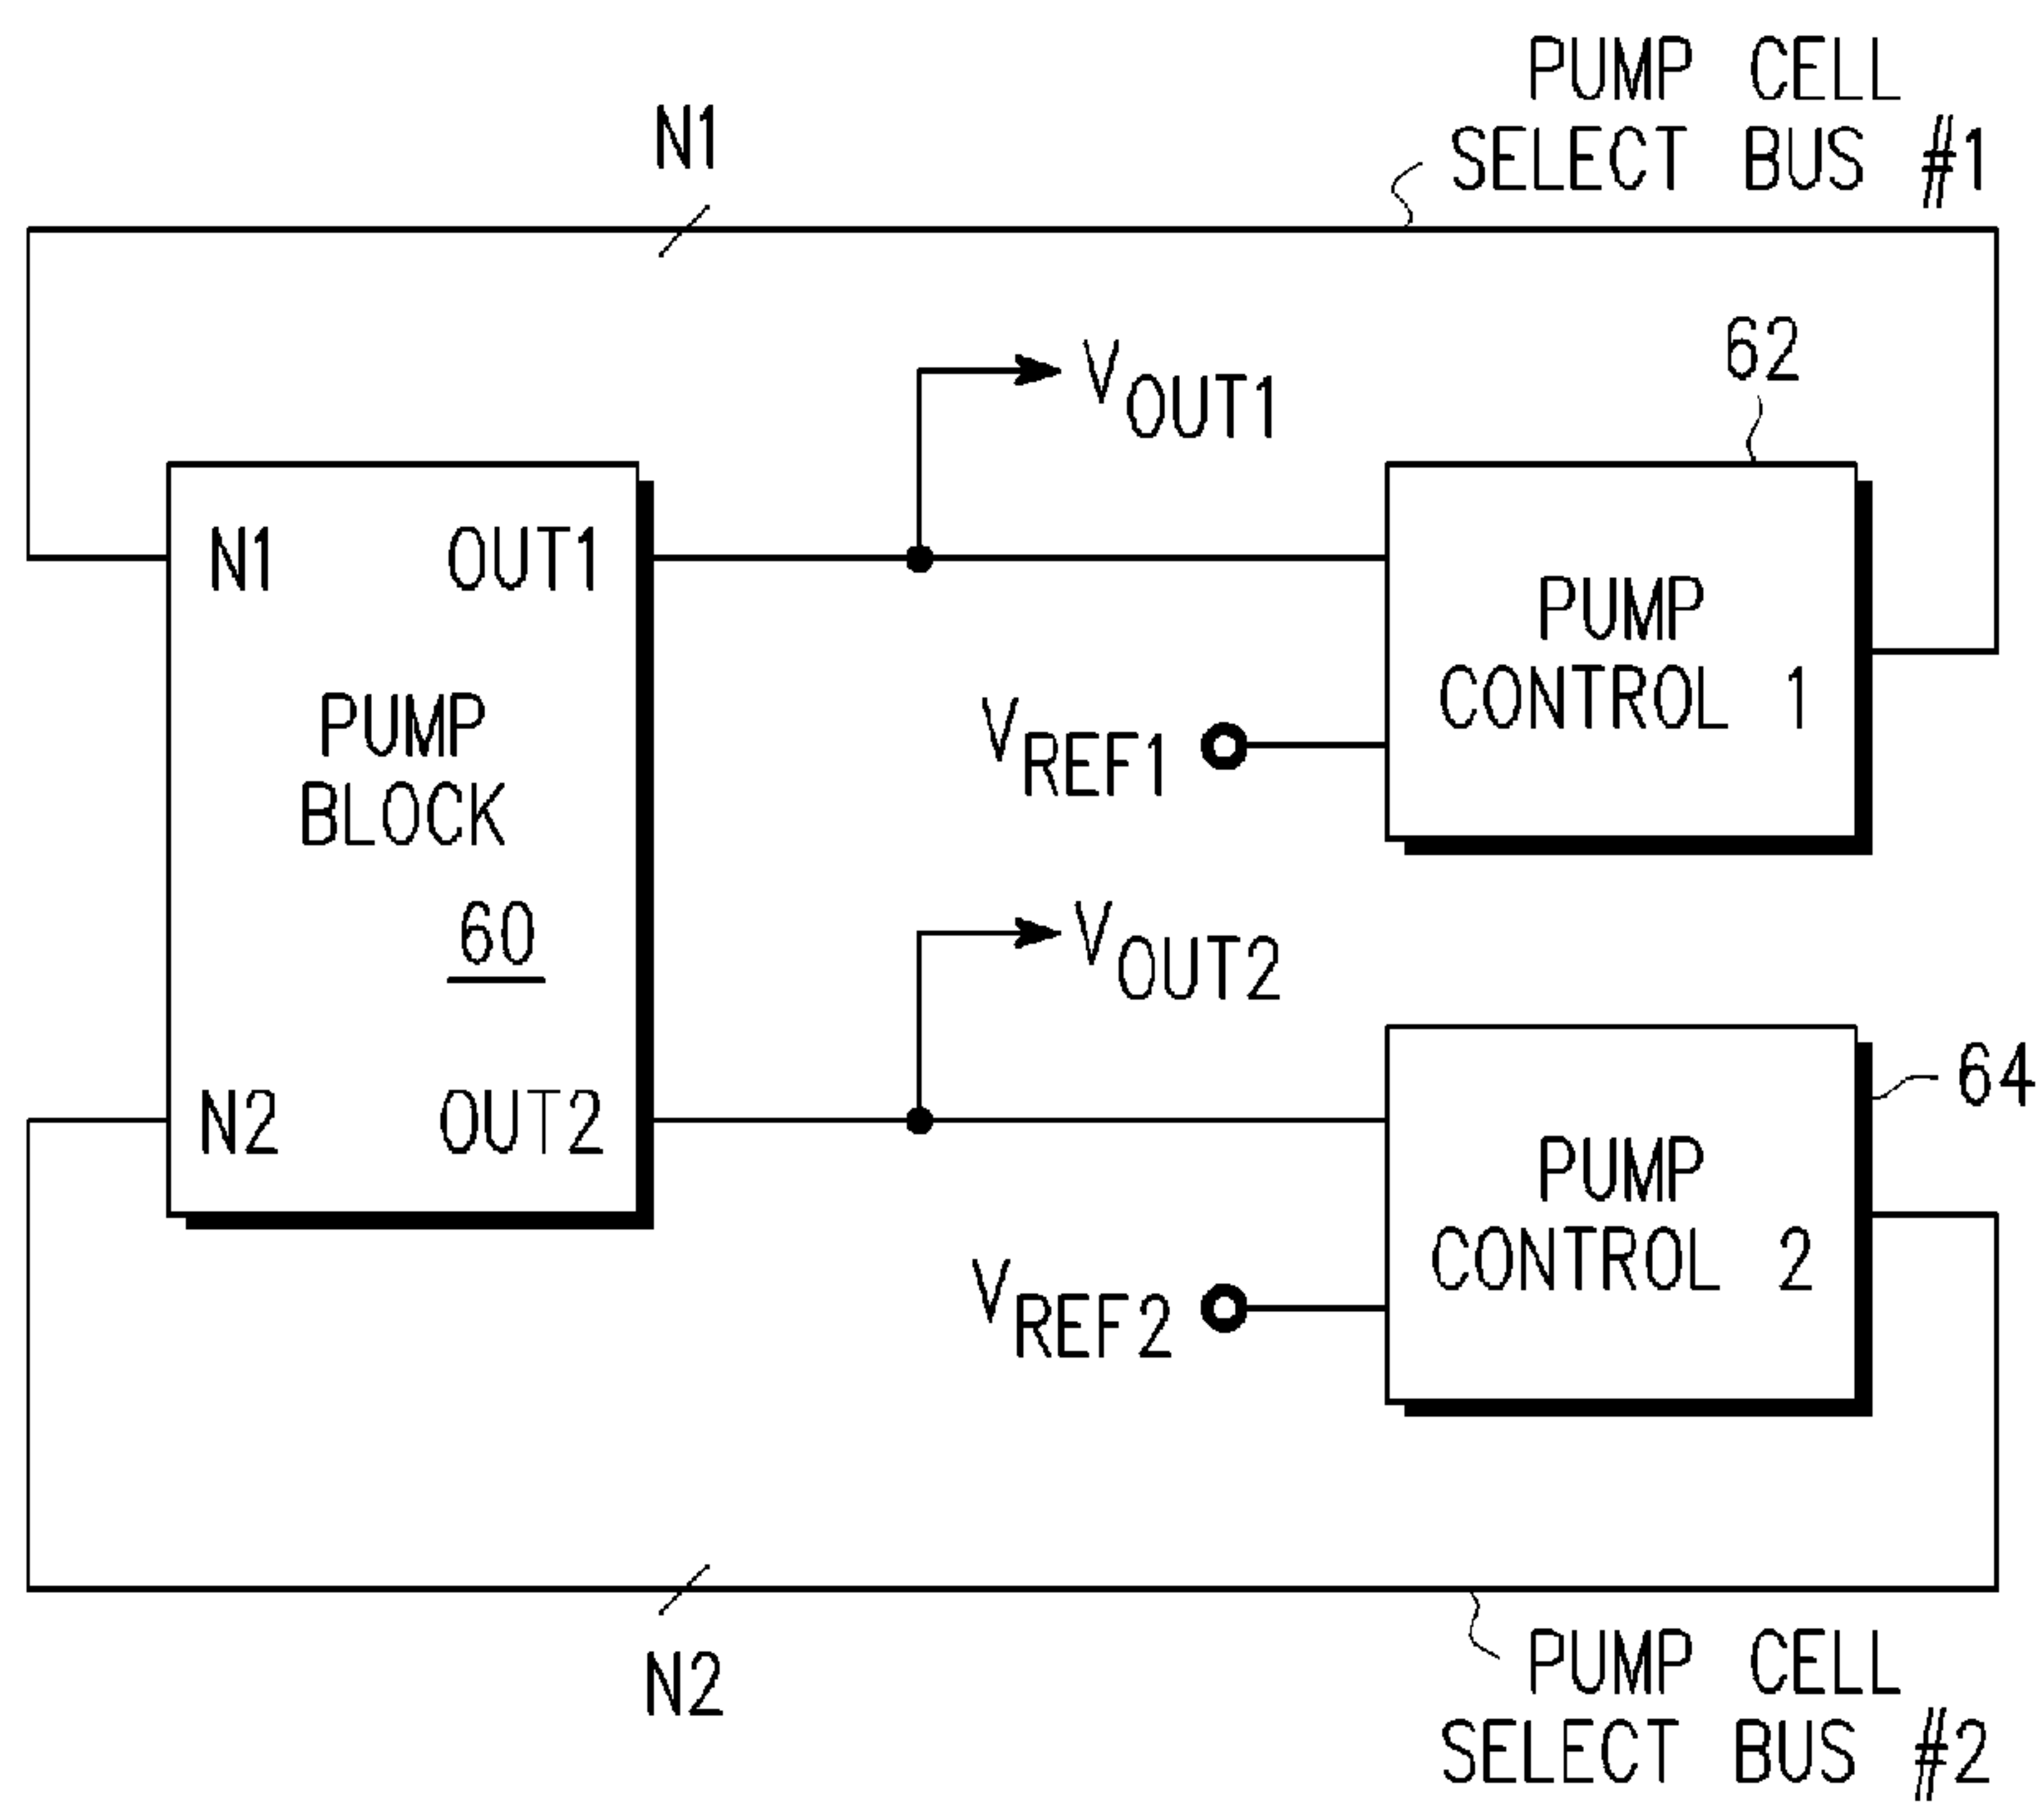 PUMP CELL
SELECT BUS #1
N1
62
VOUT1
N1 OUT1
PUMP
CONTROL 1
PUMP
BLOCK
VREF1
60
VOUT2
64
N2 OUT2
PUMP
CONTROL 2
VREF2
N2
PUMP CELL
SELECT BUS #2